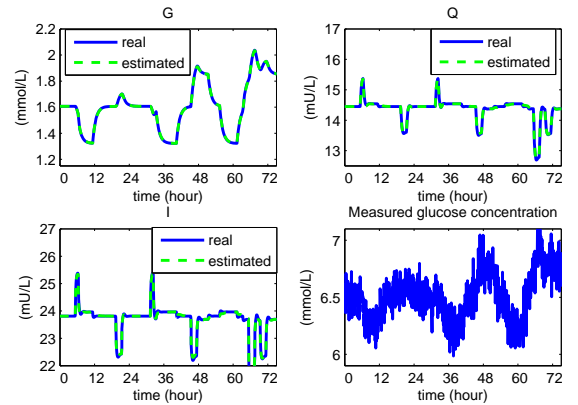 G
2.2
2
1.8
1.6
1.4
1.2
(mmol/L)
real
estimated
0 12 24 36 48 60 72
time (hour)
Q
17
16
15
14
13
(mU/L)
real
estimated
0 12 24 36 48 60 72
time (hour)
I
27
26
25
24
23
22
(mU/L)
real
estimated
0 12 24 36 48 60 72
time (hour)
Measured glucose concentration
7
6.5
6
(mmol/L)
0 12 24 36 48 60 72
time (hour)